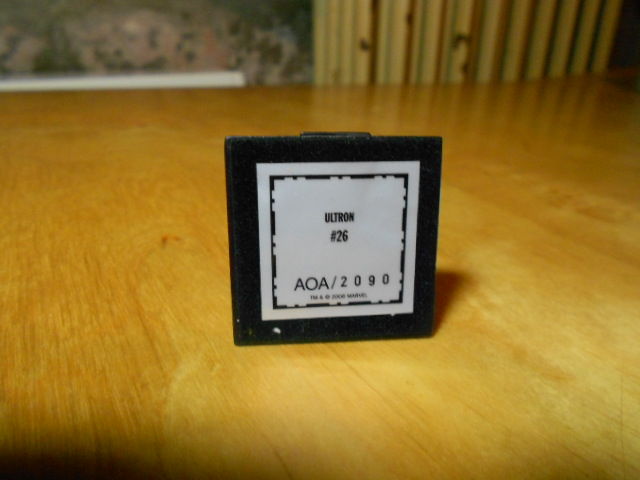 ULTRON
#26
AOA/2090
TM & © 2006 MARVEL